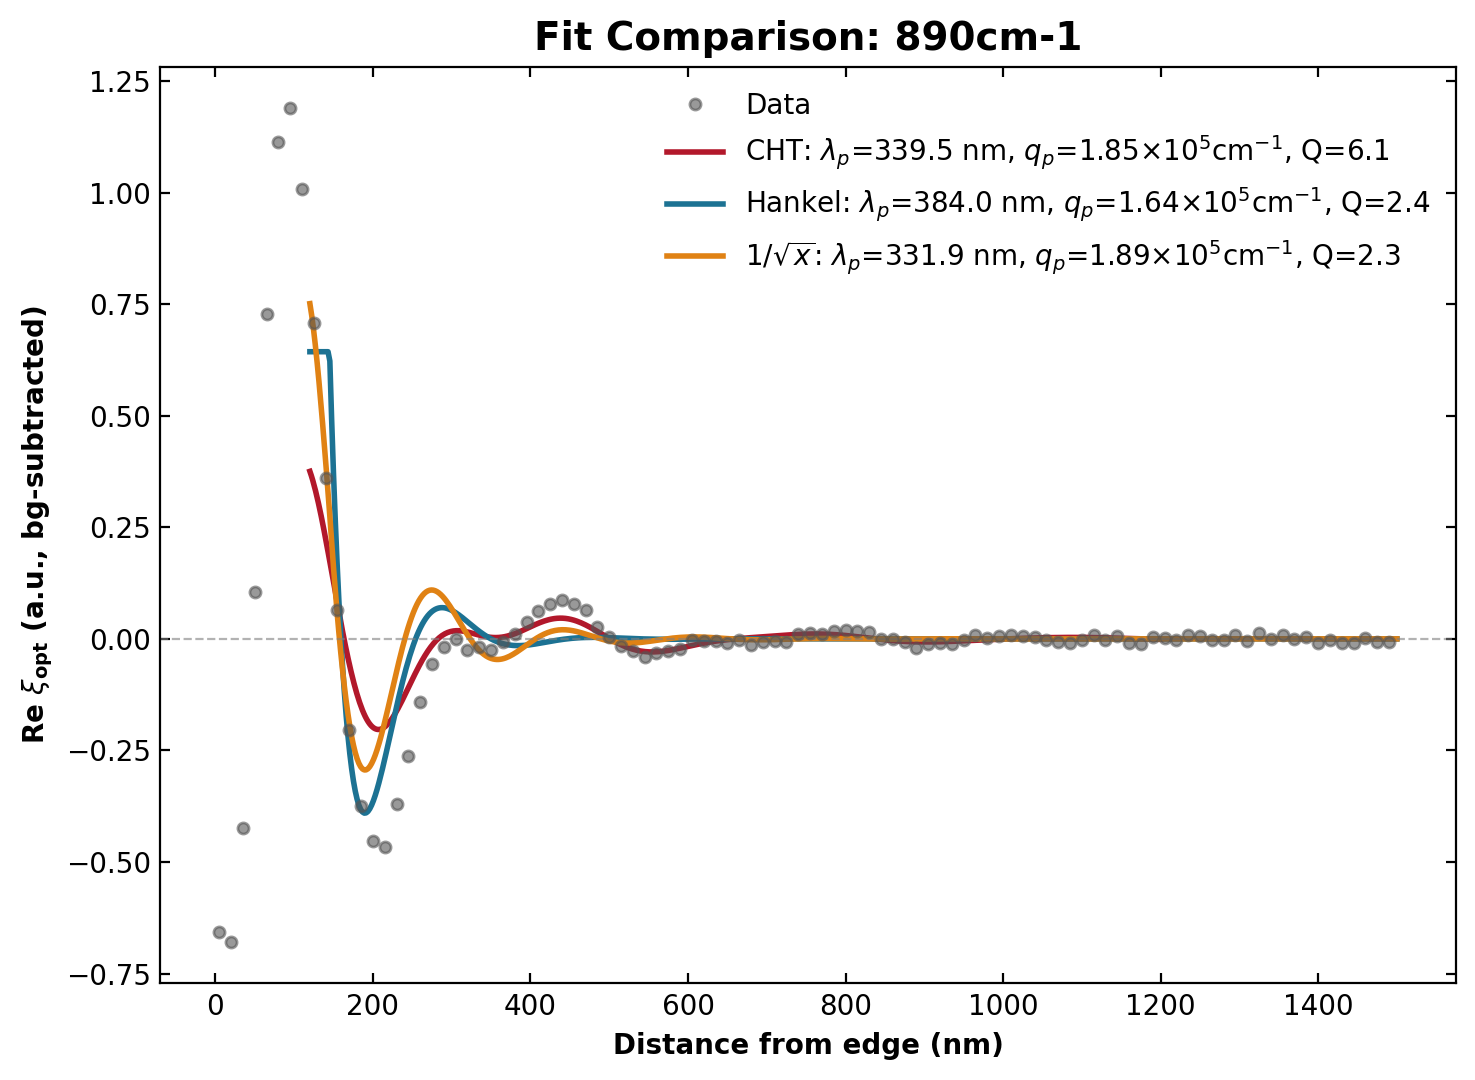 Fit Comparison: 890cm-1
Data
CHT: λₚ=339.5 nm, qₚ=1.85×10⁵cm⁻¹, Q=6.1
Hankel: λₚ=384.0 nm, qₚ=1.64×10⁵cm⁻¹, Q=2.4
1/√x: λₚ=331.9 nm, qₚ=1.89×10⁵cm⁻¹, Q=2.3
Re ξopt (a.u., bg-subtracted)
1.25
1.00
0.75
0.50
0.25
0.00
−0.25
−0.50
−0.75
0 200 400 600 800 1000 1200 1400
Distance from edge (nm)